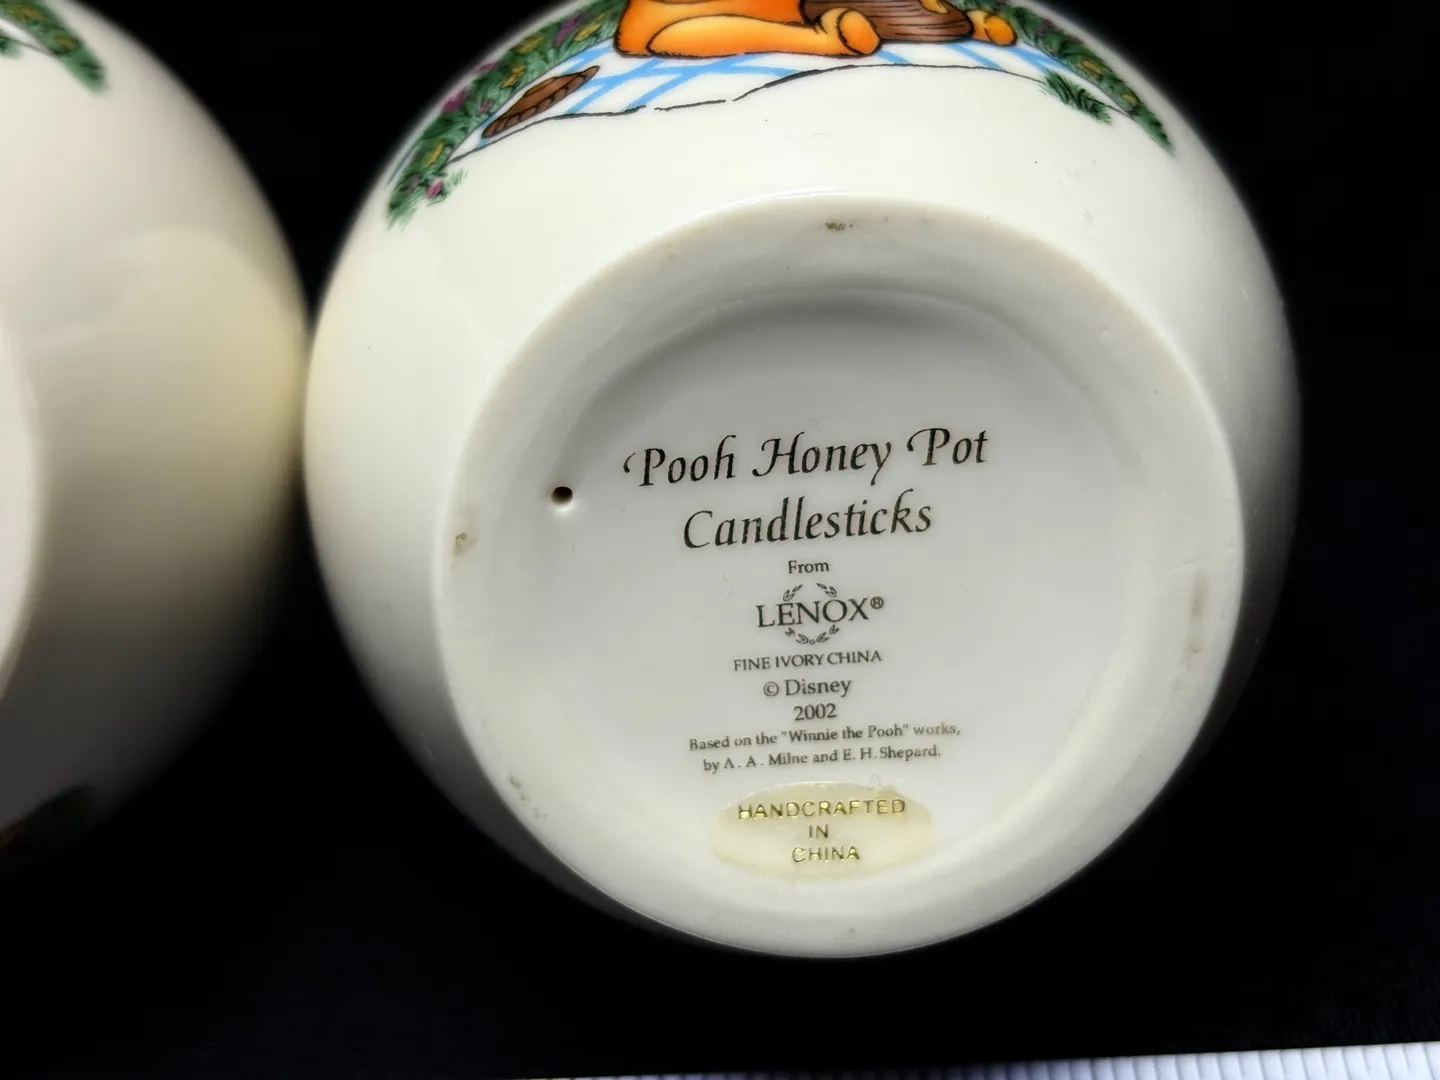 Pooh Honey Pot
Candlesticks
From
LENOX®
FINE IVORY CHINA
© Disney
2002
Based on the "Winnie the Pooh" works,
by A. A. Milne and E. H. Shepard.
HANDCRAFTED
IN
CHINA